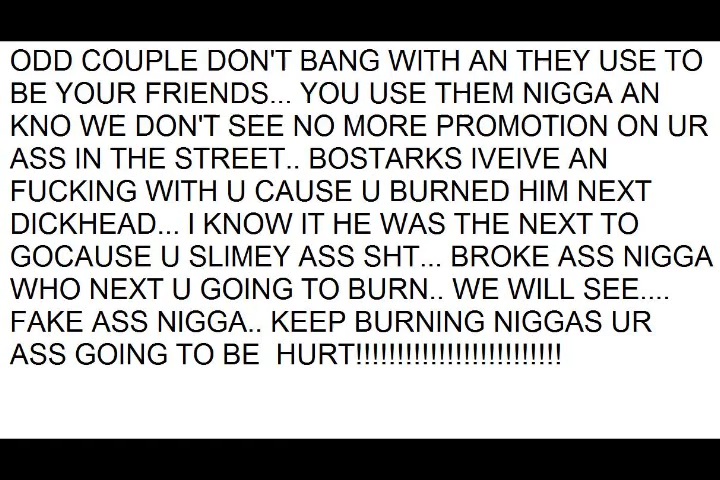 ODD COUPLE DON'T BANG WITH AN THEY USE TO
BE YOUR FRIENDS... YOU USE THEM NIGGA AN
KNO WE DON'T SEE NO MORE PROMOTION ON UR
ASS IN THE STREET.. BOSTARKS IVEIVE AN
FUCKING WITH U CAUSE U BURNED HIM NEXT
DICKHEAD... I KNOW IT HE WAS THE NEXT TO
GOCAUSE U SLIMEY ASS SHT... BROKE ASS NIGGA
WHO NEXT U GOING TO BURN.. WE WILL SEE....
FAKE ASS NIGGA.. KEEP BURNING NIGGAS UR
ASS GOING TO BE  HURT!!!!!!!!!!!!!!!!!!!!!!!!!